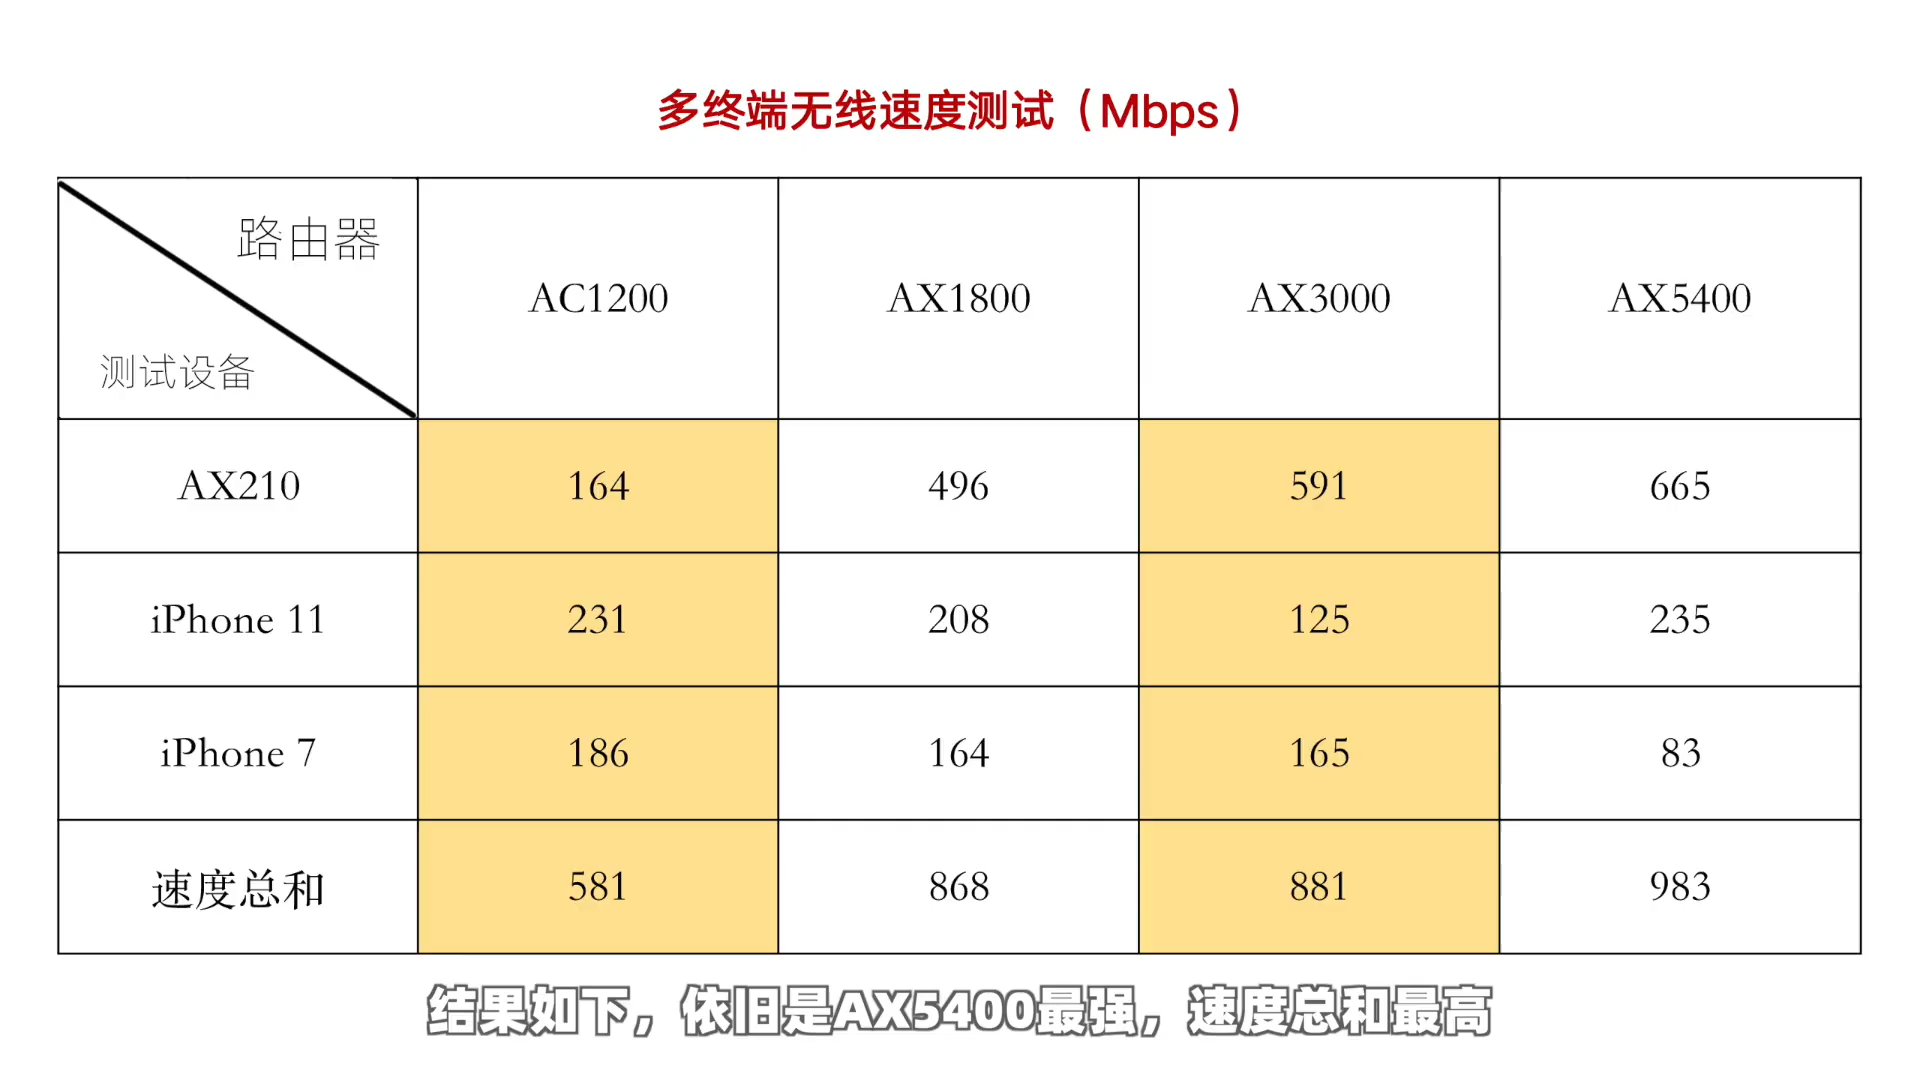 多终端无线速度测试（Mbps）
路由器
测试设备
AC1200 AX1800 AX3000 AX5400
AX210 164 496 591 665
iPhone 11 231 208 125 235
iPhone 7 186 164 165 83
速度总和 581 868 881 983
结果如下，依旧是AX5400最强，速度总和最高